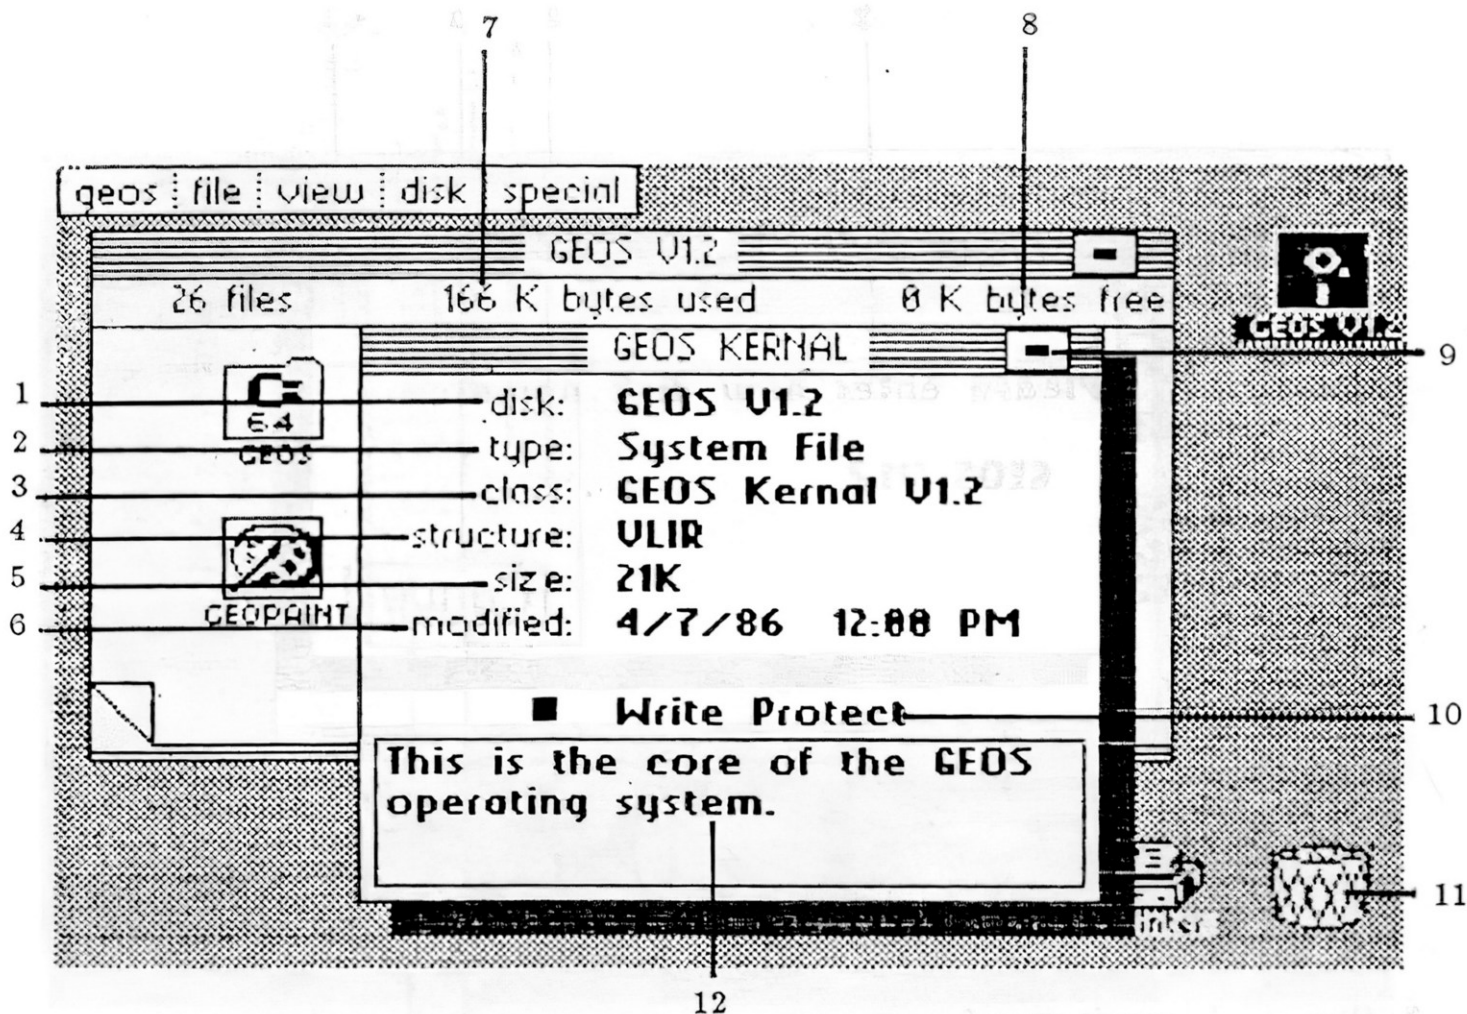 7 8
geos file view disk special
GEOS V1.2
26 files 166 K bytes used 0 K bytes free
GEOS V1.2
GEOS KERNAL
9
1 disk: GEOS V1.2
64
2 type: System File
GEOS
3 class: GEOS Kernal V1.2
4 structure: VLIR
5 size: 21K
GEOPAINT
6 modified: 4/7/86 12:00 PM
Write Protect 10
This is the core of the GEOS
operating system.
11
12